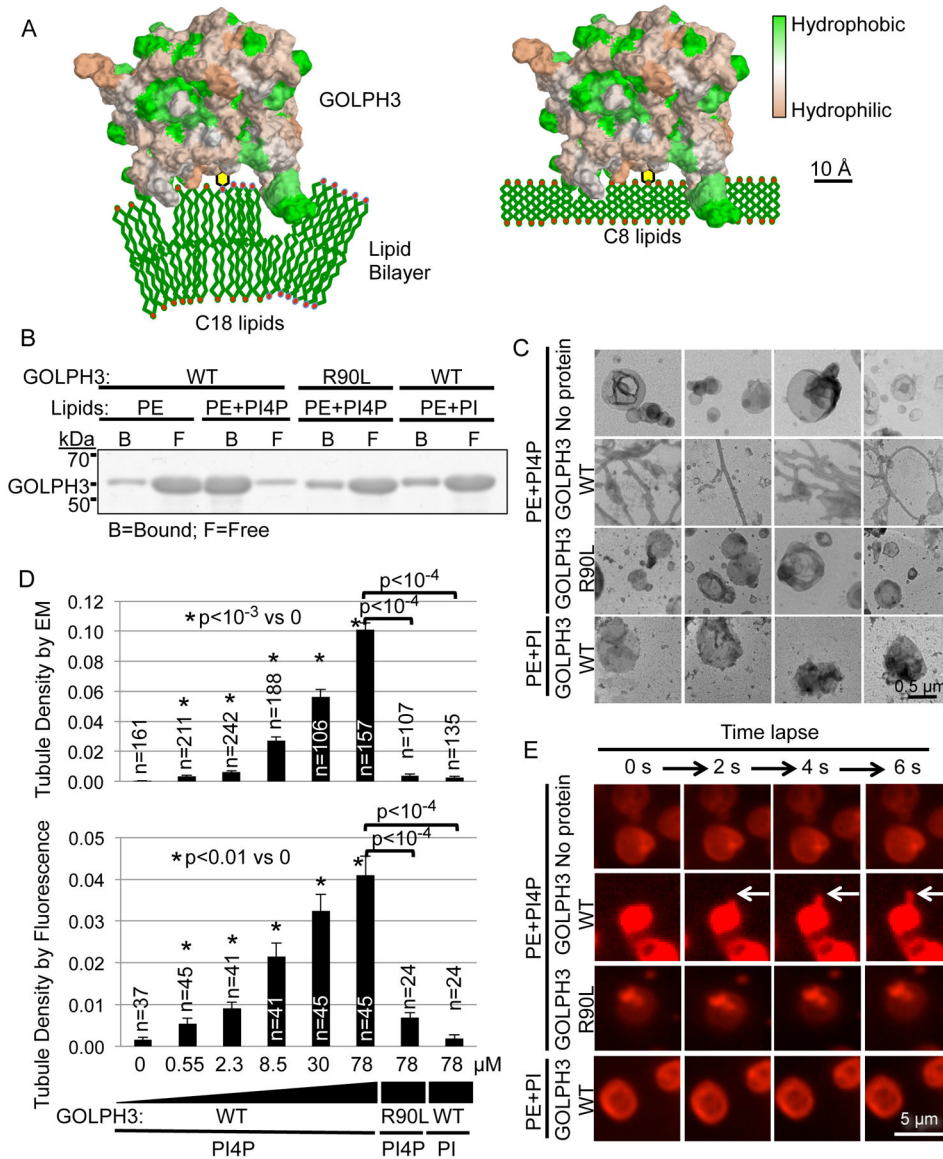 A
GOLPH3
Lipid
Bilayer
C18 lipids
C8 lipids
Hydrophobic
Hydrophilic
10 Å
B
GOLPH3: WT R90L WT
Lipids: PE PE+PI4P PE+PI4P PE+PI
kDa B F B F B F B F
70
GOLPH3
50
B=Bound; F=Free
C
PE+PI4P
No protein
GOLPH3
WT
GOLPH3
R90L
PE+PI
GOLPH3
WT
0.5 µm
D
Tubule Density by EM
0.12
0.10
0.08
0.06
0.04
0.02
0.00
*p<10-3 vs 0
p<10-4
p<10-4
n=161
* n=211
* n=242
* n=188
* n=106
* n=157
n=107
n=135
Tubule Density by Fluorescence
0.05
0.04
0.03
0.02
0.01
0.00
*p<0.01 vs 0
p<10-4
p<10-4
n=37
* n=45
* n=41
* n=41
* n=45
* n=45
n=24
n=24
0 0.55 2.3 8.5 30 78 78 78 µM
GOLPH3: WT R90L WT
PI4P PI4P PI
E
Time lapse
0 s 2 s 4 s 6 s
PE+PI4P
No protein
GOLPH3
WT
GOLPH3
R90L
PE+PI
GOLPH3
WT
5 µm